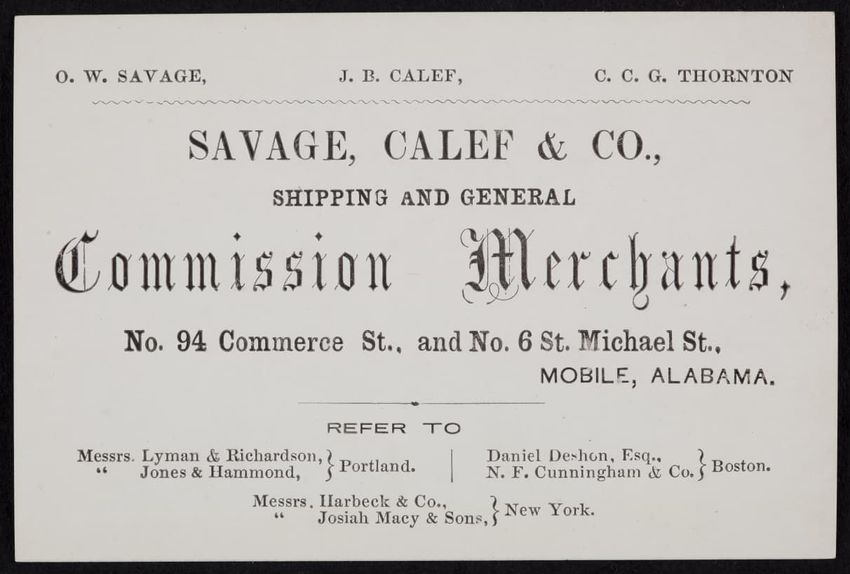 O. W. SAVAGE, J. B. CALEF, C. C. G. THORNTON
SAVAGE, CALEF & CO.,
SHIPPING AND GENERAL
Commission Merchants,
No. 94 Commerce St., and No. 6 St. Michael St.,
MOBILE, ALABAMA.
REFER TO
Messrs. Lyman & Richardson, } Portland. | Daniel Deshon, Esq., } Boston.
“ Jones & Hammond, N. F. Cunningham & Co.
Messrs. Harbeck & Co., } New York.
“ Josiah Macy & Sons,